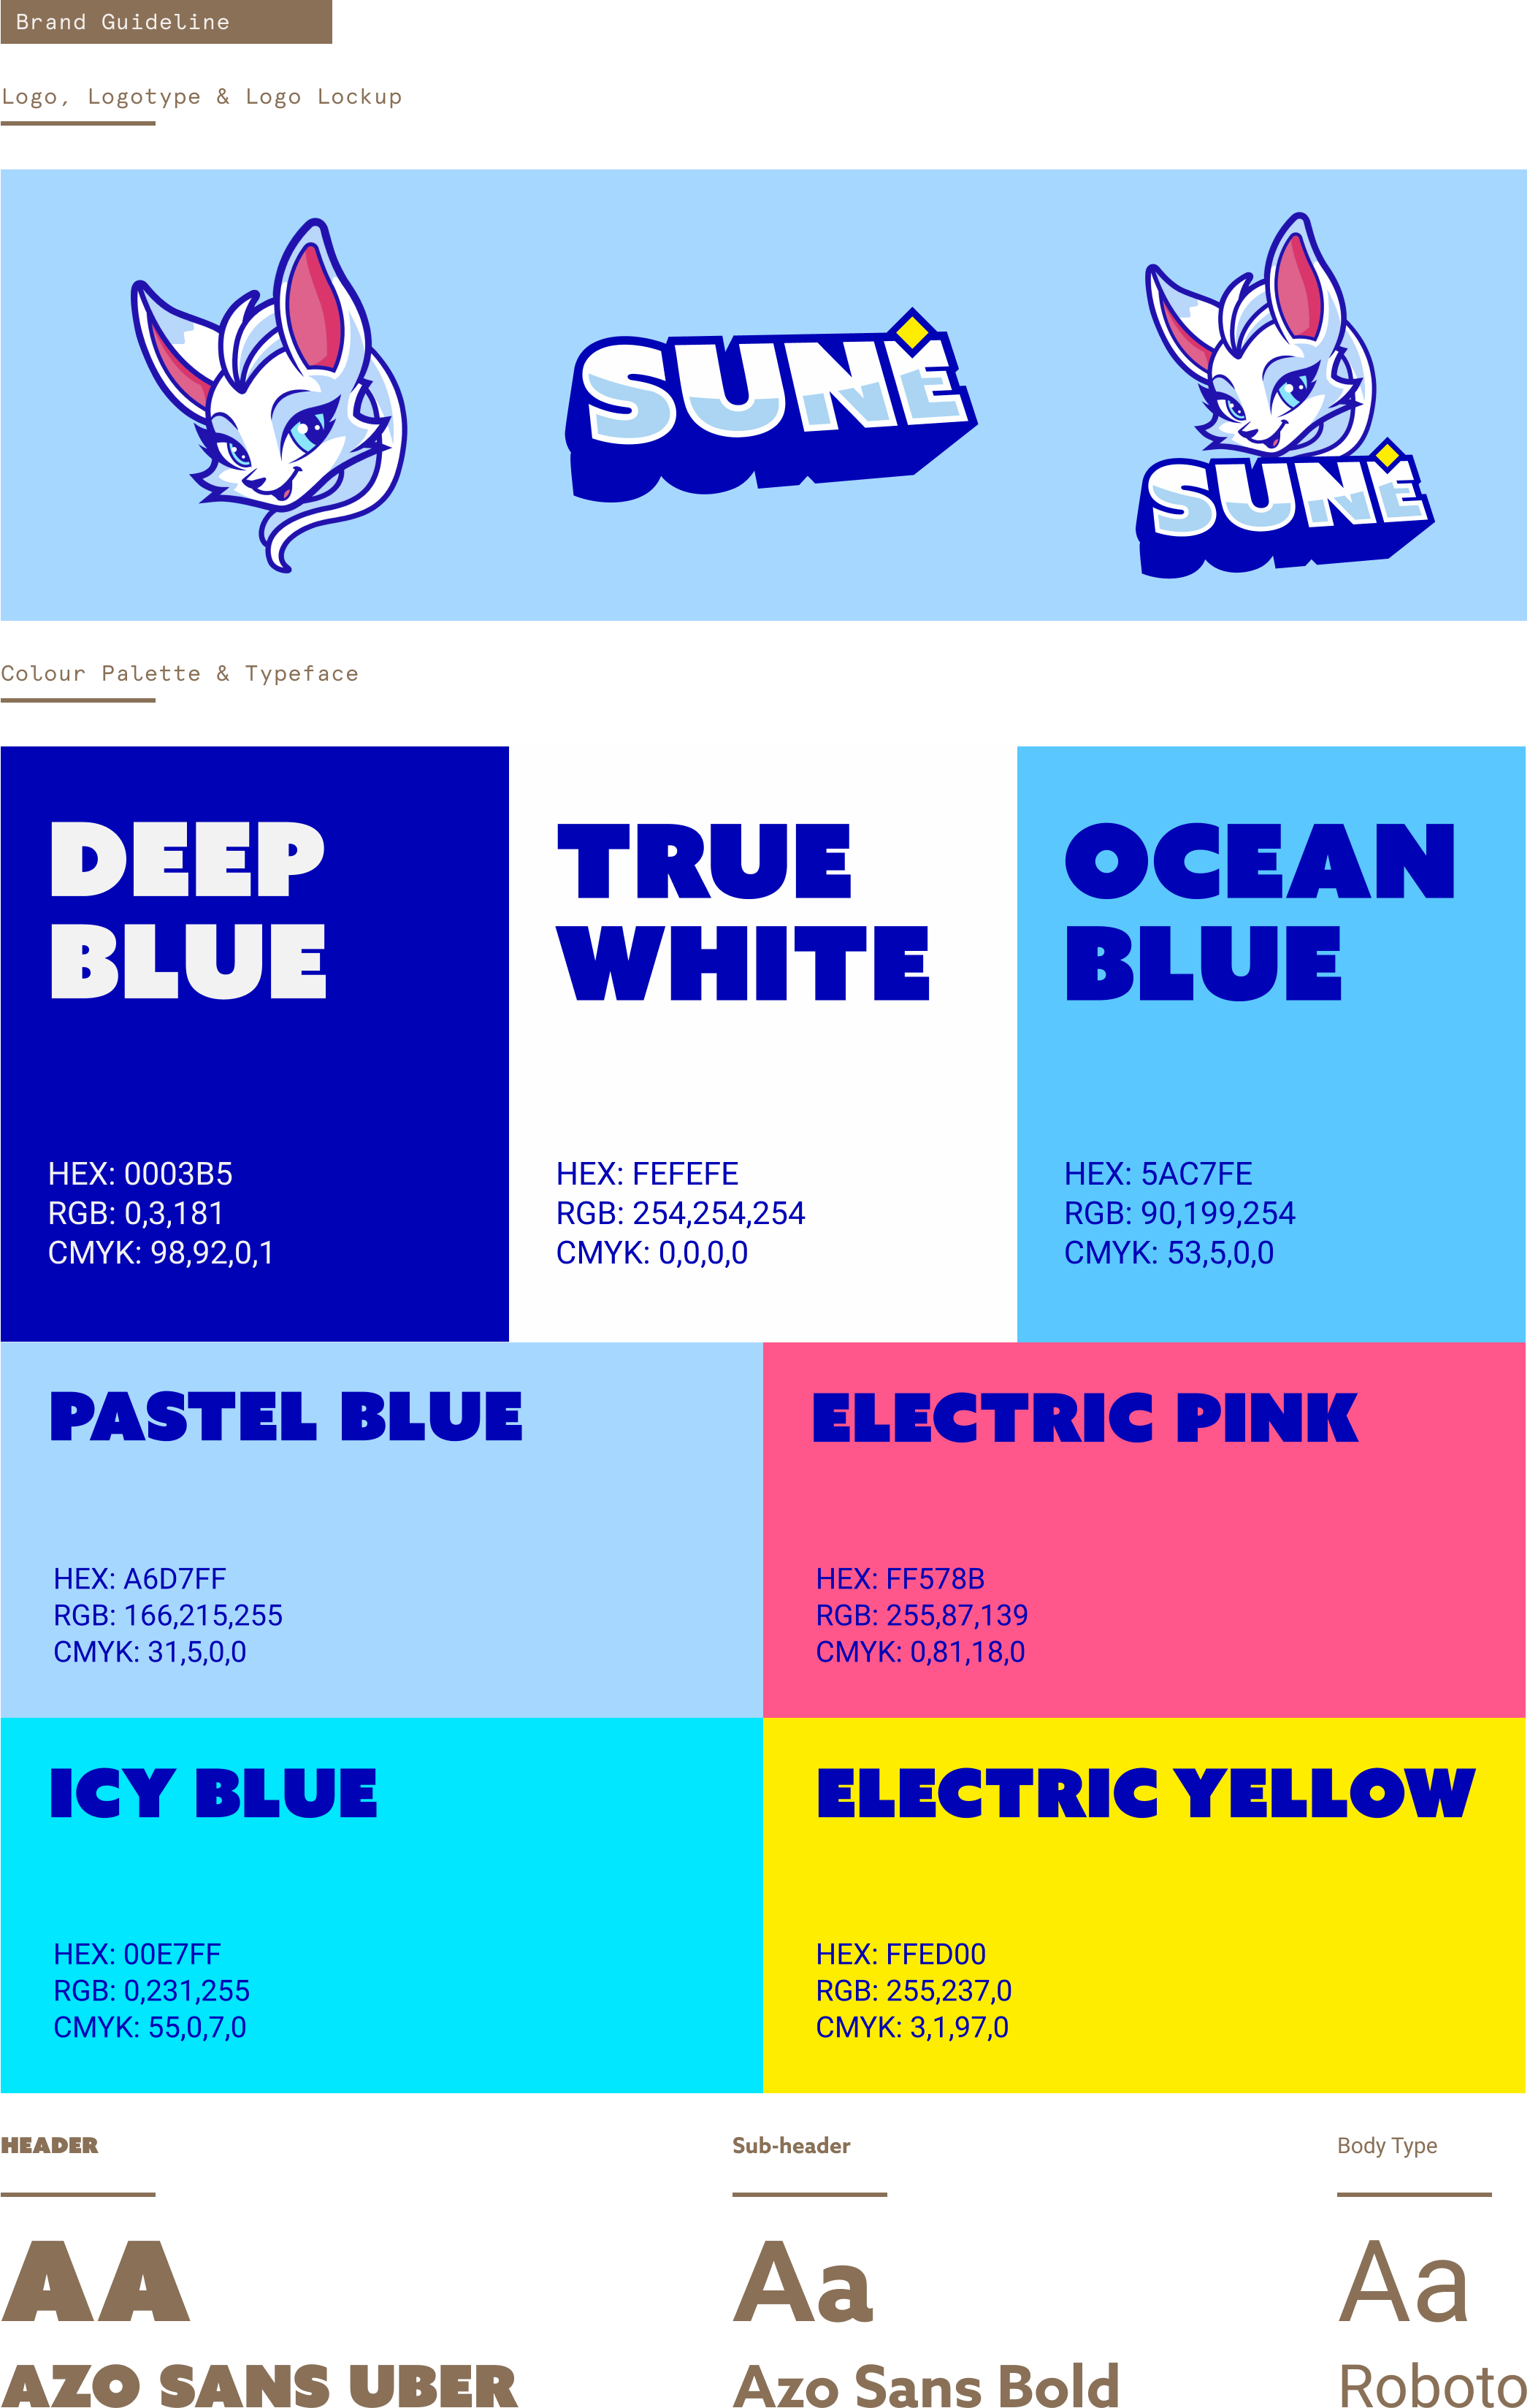 Brand Guideline
Logo, Logotype & Logo Lockup
SUNE
SUNE
Colour Palette & Typeface
DEEP
BLUE
HEX: 0003B5
RGB: 0,3,181
CMYK: 98,92,0,1
TRUE
WHITE
HEX: FEFEFE
RGB: 254,254,254
CMYK: 0,0,0,0
OCEAN
BLUE
HEX: 5AC7FE
RGB: 90,199,254
CMYK: 53,5,0,0
PASTEL BLUE
HEX: A6D7FF
RGB: 166,215,255
CMYK: 31,5,0,0
ELECTRIC PINK
HEX: FF578B
RGB: 255,87,139
CMYK: 0,81,18,0
ICY BLUE
HEX: 00E7FF
RGB: 0,231,255
CMYK: 55,0,7,0
ELECTRIC YELLOW
HEX: FFED00
RGB: 255,237,0
CMYK: 3,1,97,0
HEADER
AA
AZO SANS UBER
Sub-header
Aa
Azo Sans Bold
Body Type
Aa
Roboto